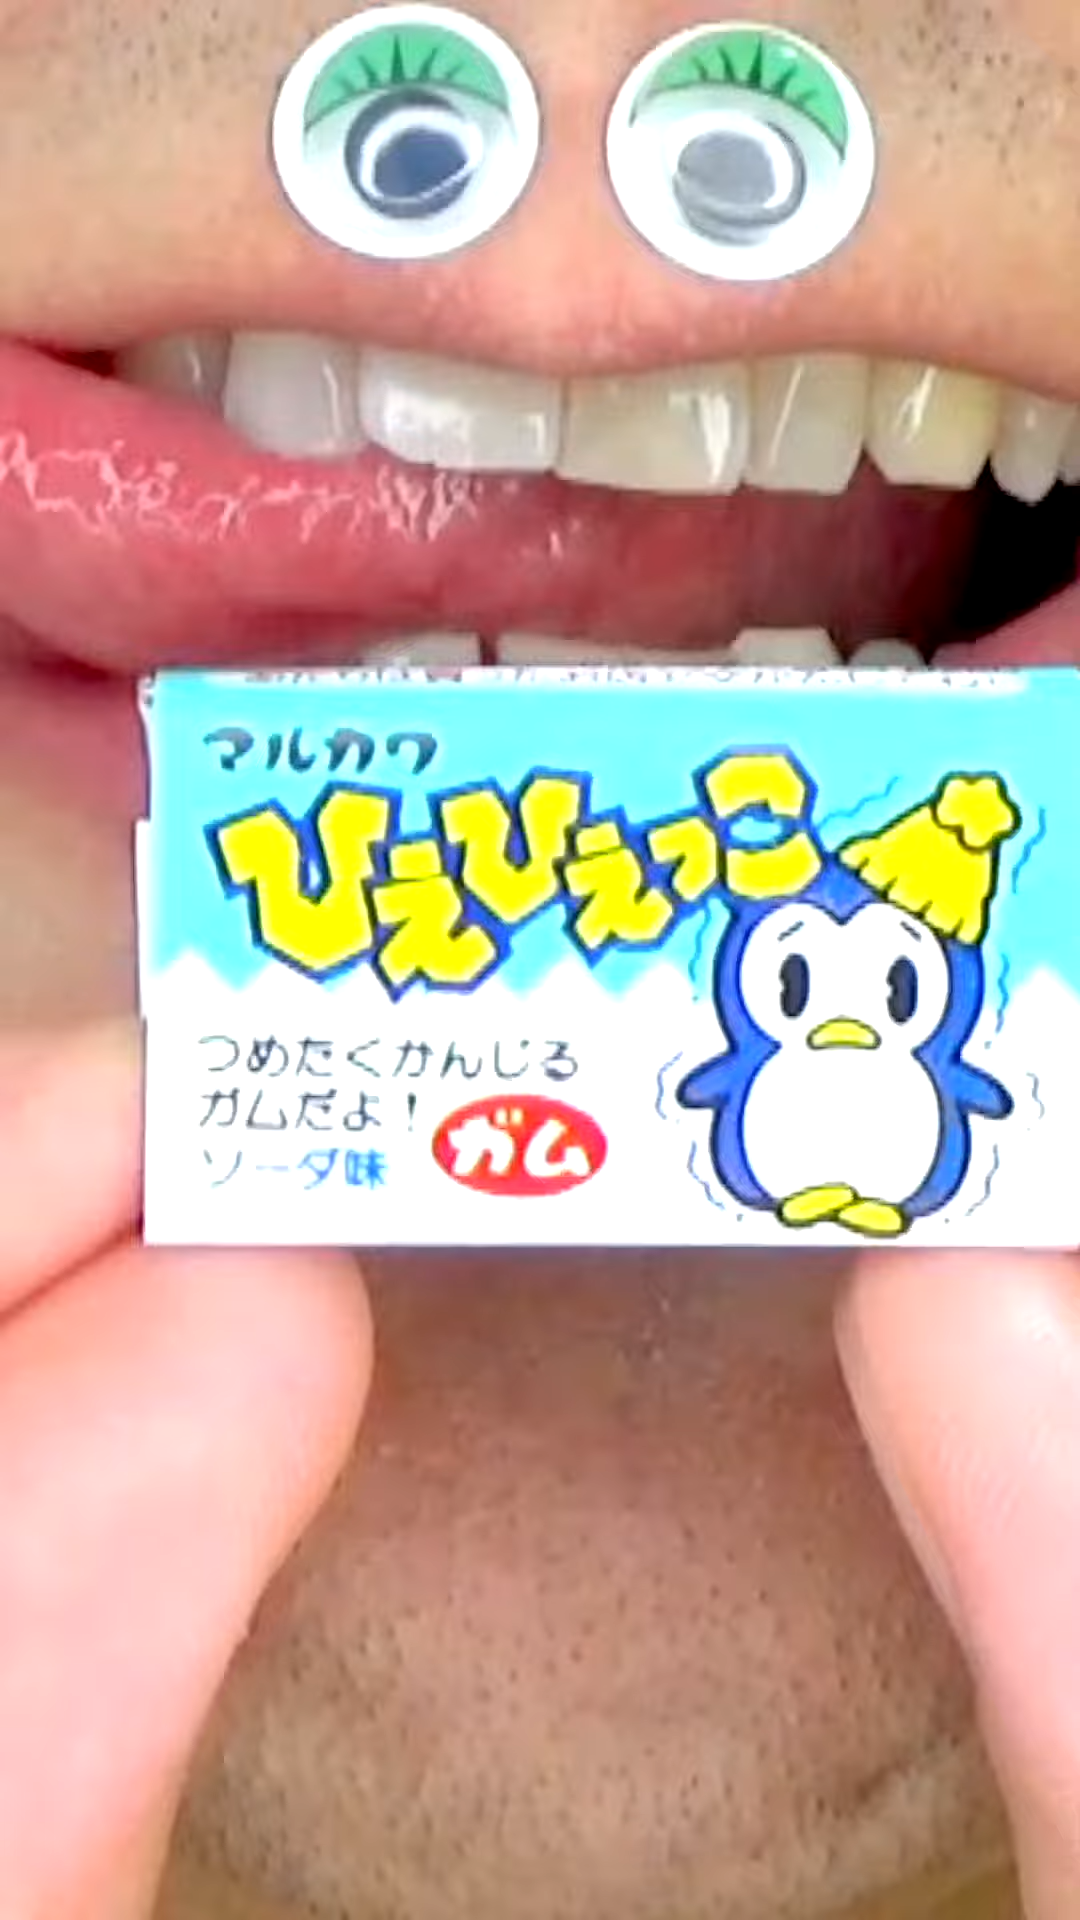 マルカワ
ひえひえっこ
つめたくかんじる
ガムだよ！
ソーダ味
ガム